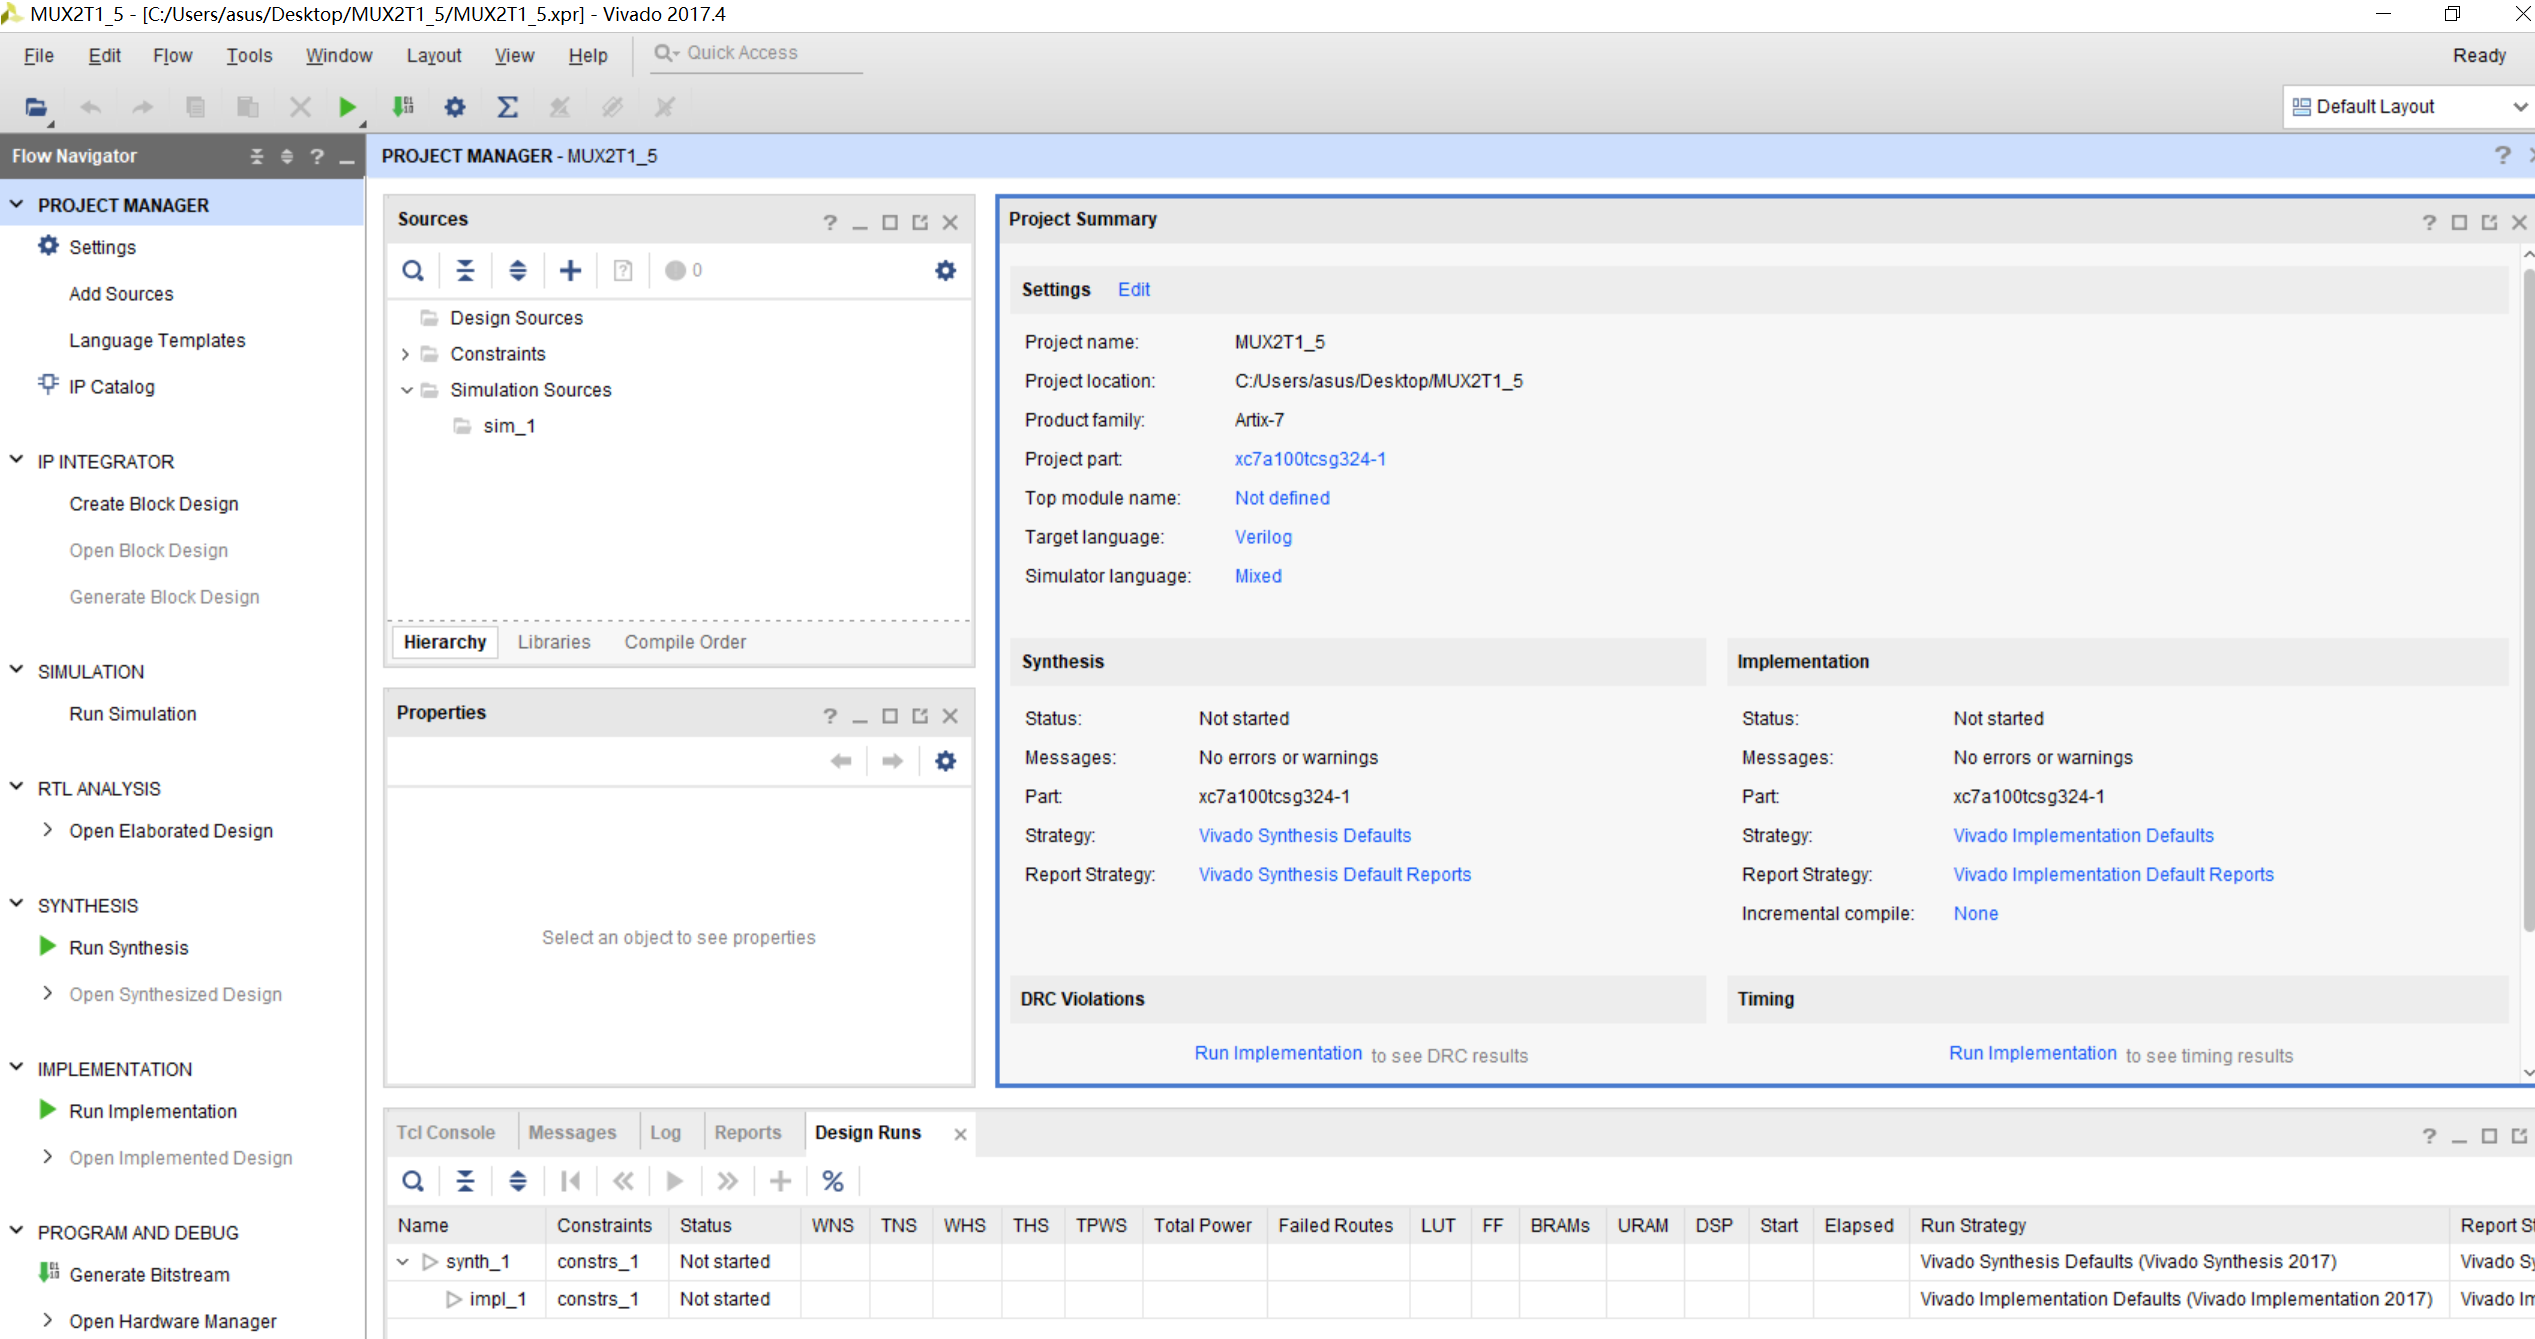 MUX2T1_5 - [C:/Users/asus/Desktop/MUX2T1_5/MUX2T1_5.xpr] - Vivado 2017.4
File Edit Flow Tools Window Layout View Help Quick Access Ready
Default Layout
Flow Navigator
PROJECT MANAGER
Settings
Add Sources
Language Templates
IP Catalog
IP INTEGRATOR
Create Block Design
Open Block Design
Generate Block Design
SIMULATION
Run Simulation
RTL ANALYSIS
Open Elaborated Design
SYNTHESIS
Run Synthesis
Open Synthesized Design
IMPLEMENTATION
Run Implementation
Open Implemented Design
PROGRAM AND DEBUG
Generate Bitstream
Open Hardware Manager
PROJECT MANAGER - MUX2T1_5
Sources
0
Design Sources
Constraints
Simulation Sources
sim_1
Hierarchy Libraries Compile Order
Properties
Select an object to see properties
Project Summary
Settings Edit
Project name: MUX2T1_5
Project location: C:/Users/asus/Desktop/MUX2T1_5
Product family: Artix-7
Project part: xc7a100tcsg324-1
Top module name: Not defined
Target language: Verilog
Simulator language: Mixed
Synthesis
Status: Not started
Messages: No errors or warnings
Part: xc7a100tcsg324-1
Strategy: Vivado Synthesis Defaults
Report Strategy: Vivado Synthesis Default Reports
Implementation
Status: Not started
Messages: No errors or warnings
Part: xc7a100tcsg324-1
Strategy: Vivado Implementation Defaults
Report Strategy: Vivado Implementation Default Reports
Incremental compile: None
DRC Violations
Run Implementation to see DRC results
Timing
Run Implementation to see timing results
Tcl Console Messages Log Reports Design Runs
Name Constraints Status WNS TNS WHS THS TPWS Total Power Failed Routes LUT FF BRAMs URAM DSP Start Elapsed Run Strategy Report
synth_1 constrs_1 Not started Vivado Synthesis Defaults (Vivado Synthesis 2017) Vivado
impl_1 constrs_1 Not started Vivado Implementation Defaults (Vivado Implementation 2017) Vivado